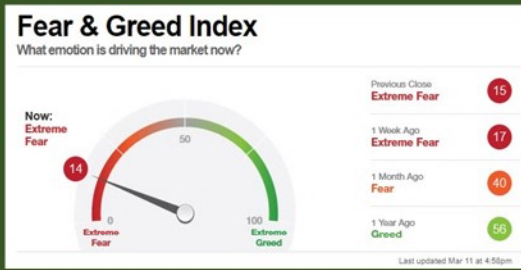 Fear & Greed Index
What emotion is driving the market now?
Now:
Extreme
Fear
14
50
0
100
Extreme
Fear
Extreme
Greed
Previous Close
Extreme Fear
15
1 Week Ago
Extreme Fear
17
1 Month Ago
Fear
40
1 Year Ago
Greed
56
Last updated Mar 11 at 4:56pm